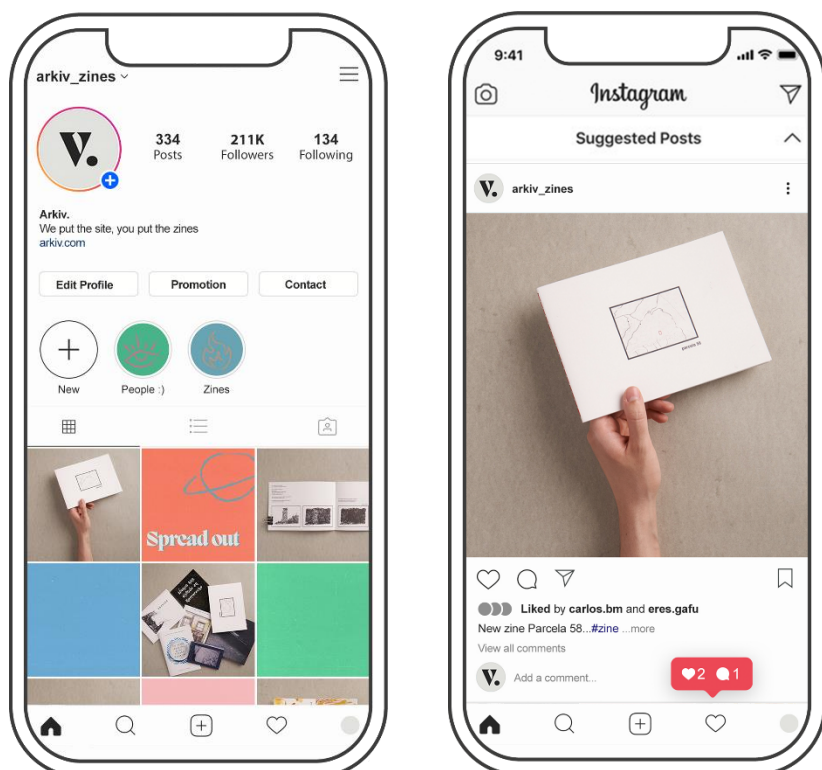 arkiv_zines
V.
334
Posts
211K
Followers
134
Following
Arkiv.
We put the site, you put the zines
arkiv.com
Edit Profile
Promotion
Contact
New
People :)
Zines
Spread out
9:41
Instagram
Suggested Posts
V. arkiv_zines
parcela 58
Liked by carlos.bm and eres.gafu
New zine Parcela 58...#zine ...more
View all comments
V. Add a comment...
2 1